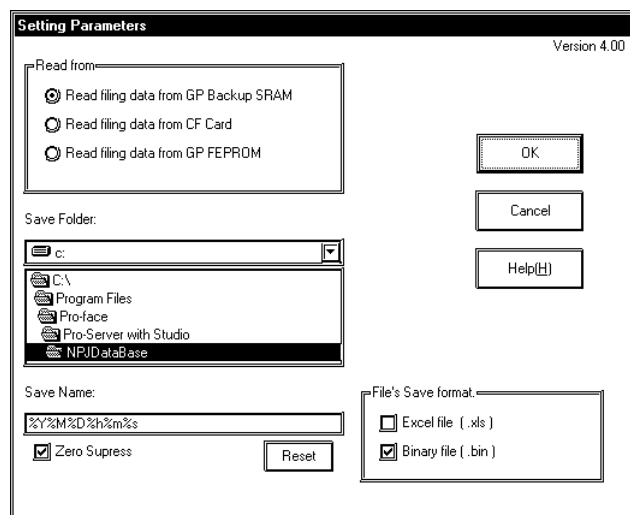 Setting Parameters
Version 4.00
Read from
Read filing data from GP Backup SRAM
Read filing data from CF Card
Read filing data from GP FEPROM
OK
Cancel
Help(H)
Save Folder:
c:
C:\
Program Files
Pro-face
Pro-Server with Studio
NPJDataBase
Save Name:
%Y%M%D%h%m%s
Zero Supress
Reset
File's Save format.
Excel file ( .xls )
Binary file ( .bin )